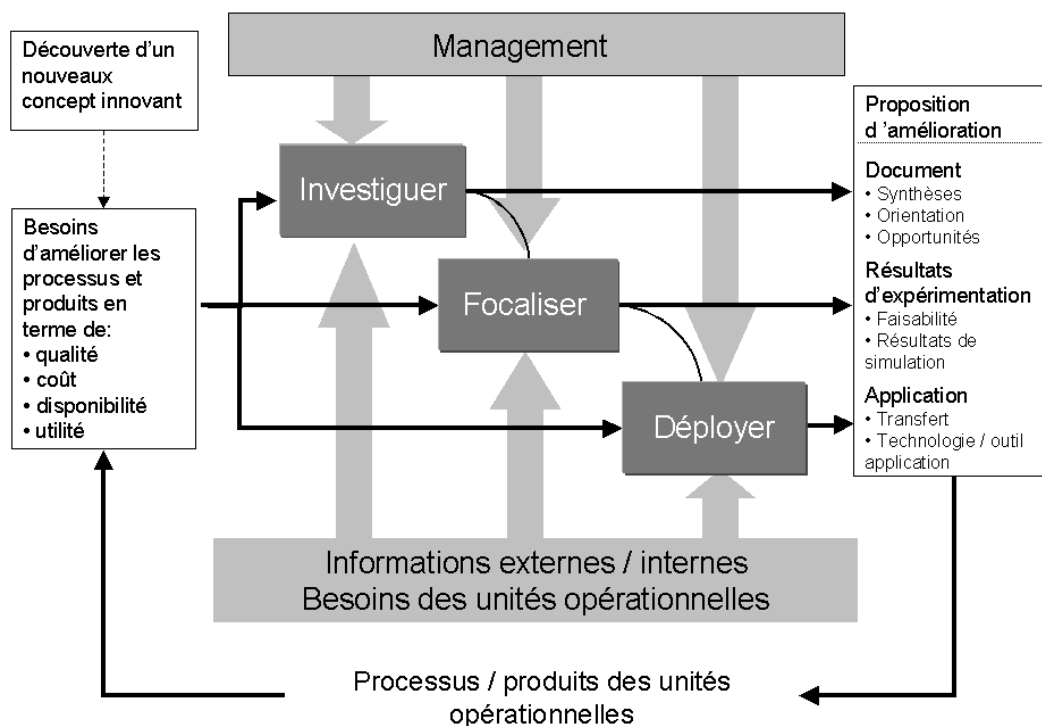 Découverte d'un
nouveaux
concept innovant
Management
Besoins
d'améliorer les
processus et
produits en
terme de:
• qualité
• coût
• disponibilité
• utilité
Investiguer
Focaliser
Déployer
Proposition
d 'amélioration
Document
• Synthèses
• Orientation
• Opportunités
Résultats
d'expérimentation
• Faisabilité
• Résultats de
simulation
Application
• Transfert
• Technologie / outil
application
Informations externes / internes
Besoins des unités opérationnelles
Processus / produits des unités
opérationnelles